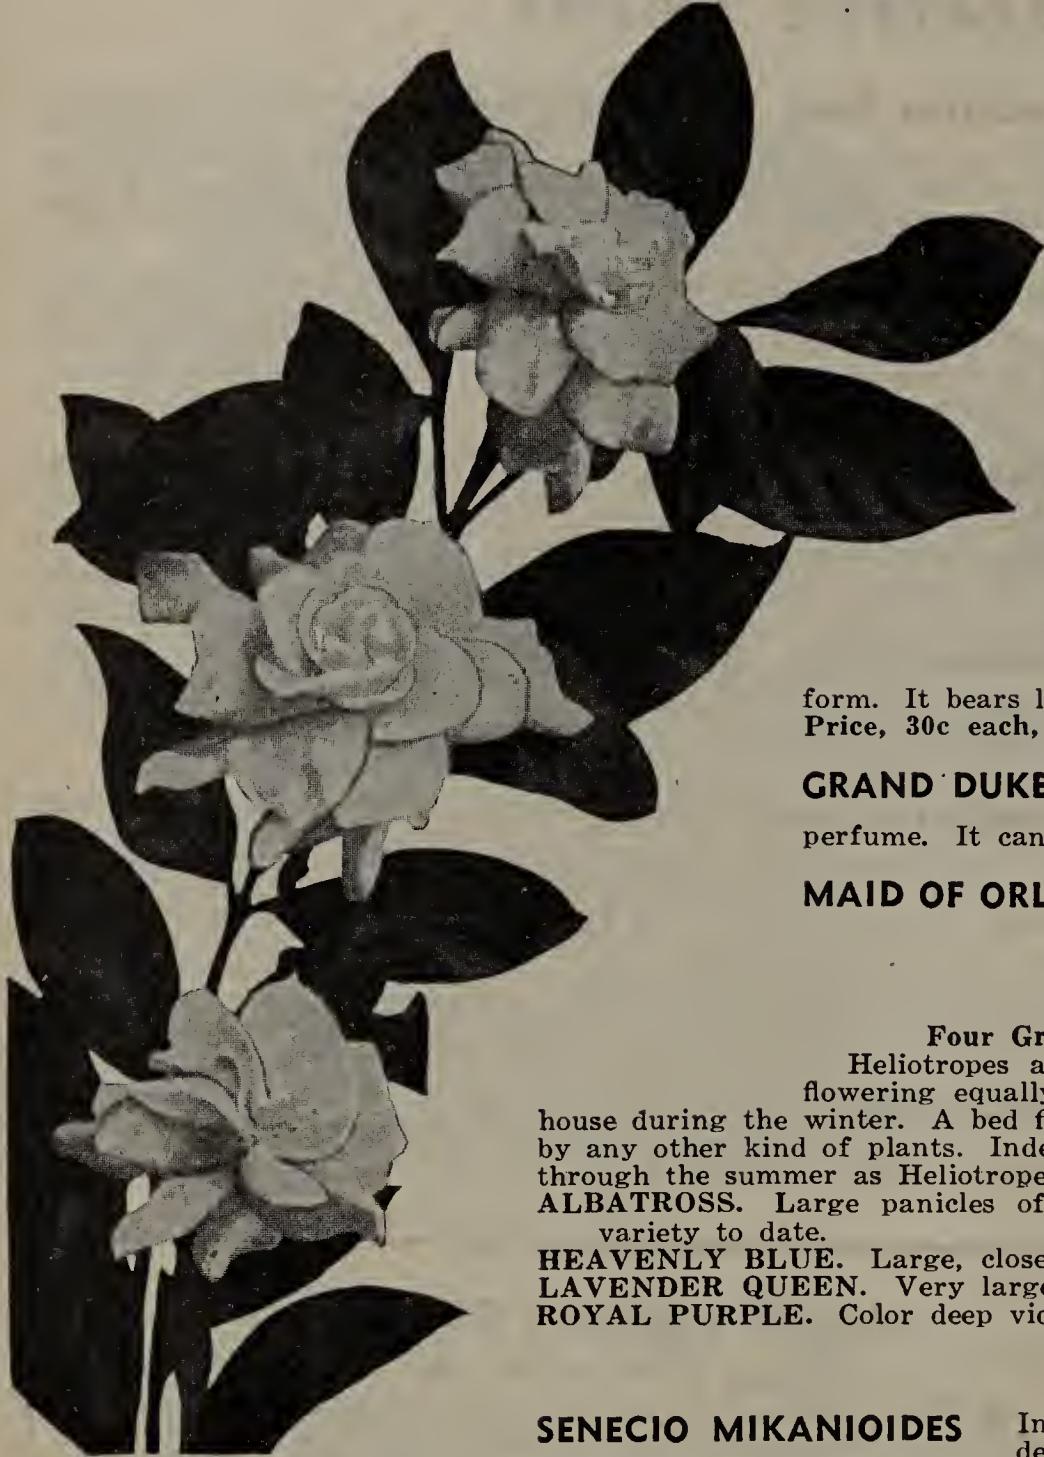 form. It bears l
Price, 30c each,
GRAND DUKE
perfume. It can
MAID OF ORL
Four Gr
Heliotropes a
flowering equally
house during the winter. A bed f
by any other kind of plants. Inde
through the summer as Heliotrope
ALBATROSS. Large panicles of
variety to date.
HEAVENLY BLUE. Large, close
LAVENDER QUEEN. Very large
ROYAL PURPLE. Color deep vio
SENECIO MIKANIOIDES In
de